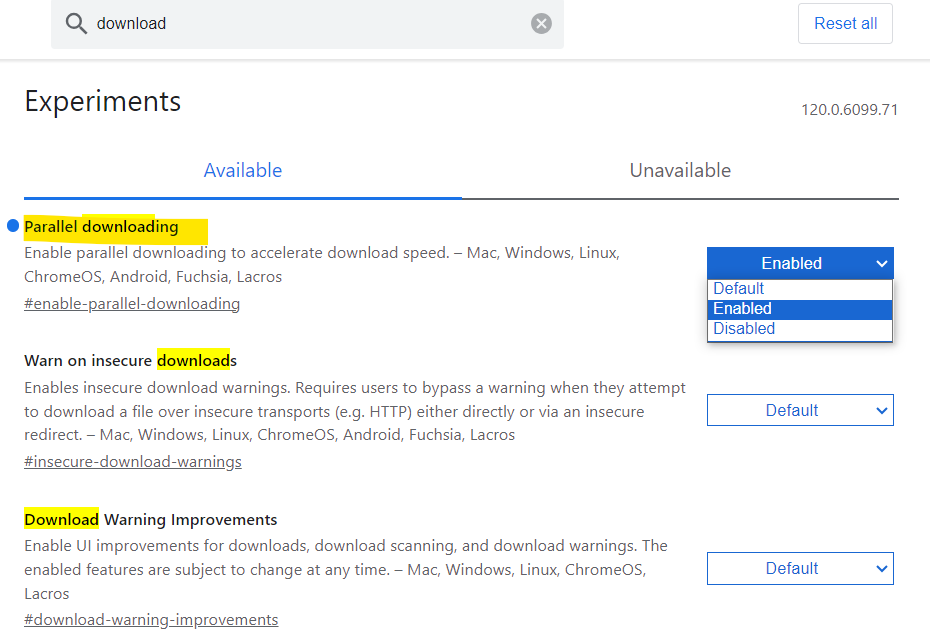 download
Reset all
Experiments
120.0.6099.71
Available
Unavailable
Parallel downloading
Enable parallel downloading to accelerate download speed. – Mac, Windows, Linux,
ChromeOS, Android, Fuchsia, Lacros
#enable-parallel-downloading
Enabled
Default
Enabled
Disabled
Warn on insecure downloads
Enables insecure download warnings. Requires users to bypass a warning when they attempt
to download a file over insecure transports (e.g. HTTP) either directly or via an insecure
redirect. – Mac, Windows, Linux, ChromeOS, Android, Fuchsia, Lacros
#insecure-download-warnings
Default
Download Warning Improvements
Enable UI improvements for downloads, download scanning, and download warnings. The
enabled features are subject to change at any time. – Mac, Windows, Linux, ChromeOS,
Lacros
#download-warning-improvements
Default